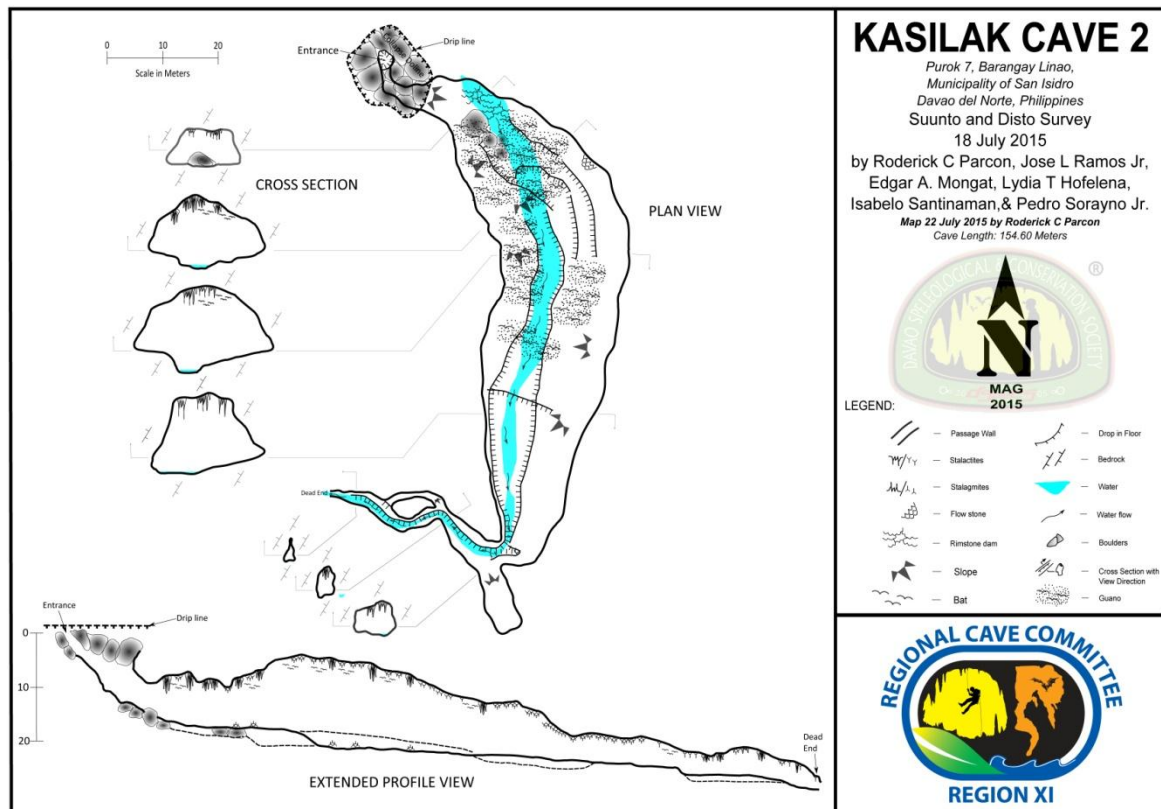 0 10 20
Scale in Meters
Entrance
Drip line
CROSS SECTION
PLAN VIEW
Dead End
Entrance
Drip line
0
10
20
Dead
End
EXTENDED PROFILE VIEW
KASILAK CAVE 2
Purok 7, Barangay Linao,
Municipality of San Isidro
Davao del Norte, Philippines
Suunto and Disto Survey
18 July 2015
by Roderick C Parcon, Jose L Ramos Jr,
Edgar A. Mongat, Lydia T Hofelena,
Isabelo Santinaman,& Pedro Sorayno Jr.
Map 22 July 2015 by Roderick C Parcon
Cave Length: 154.60 Meters
DAVAO SPELEOLOGICAL & CONSERVATION SOCIETY
®
N
MAG
2015
LEGEND:
— Passage Wall
— Stalactites
— Stalagmites
— Flow stone
— Rimstone dam
— Slope
— Bat
— Drop in Floor
— Bedrock
— Water
— Water flow
— Boulders
— Cross Section with
View Direction
— Guano
REGIONAL CAVE COMMITTEE
REGION XI